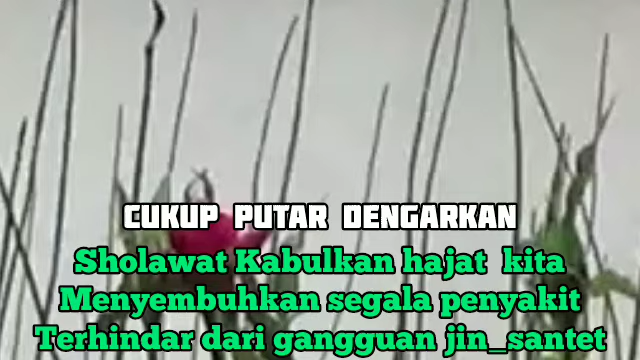 CUKUP PUTAR DENGARKAN
Sholawat Kabulkan hajat kita
Menyembuhkan segala penyakit
Terhindar dari gangguan jin_santet